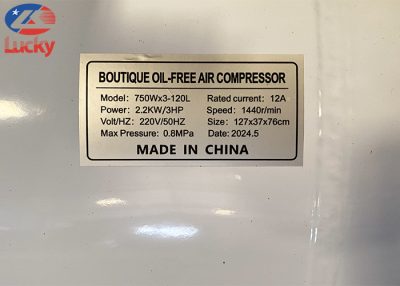 Lucky
BOUTIQUE OIL-FREE AIR COMPRESSOR
Model: 750Wx3-120L Rated current: 12A
Power: 2.2KW/3HP Speed: 1440r/min
Volt/HZ: 220V/50HZ Size: 127x37x76cm
Max Pressure: 0.8MPa Date: 2024.5
MADE IN CHINA